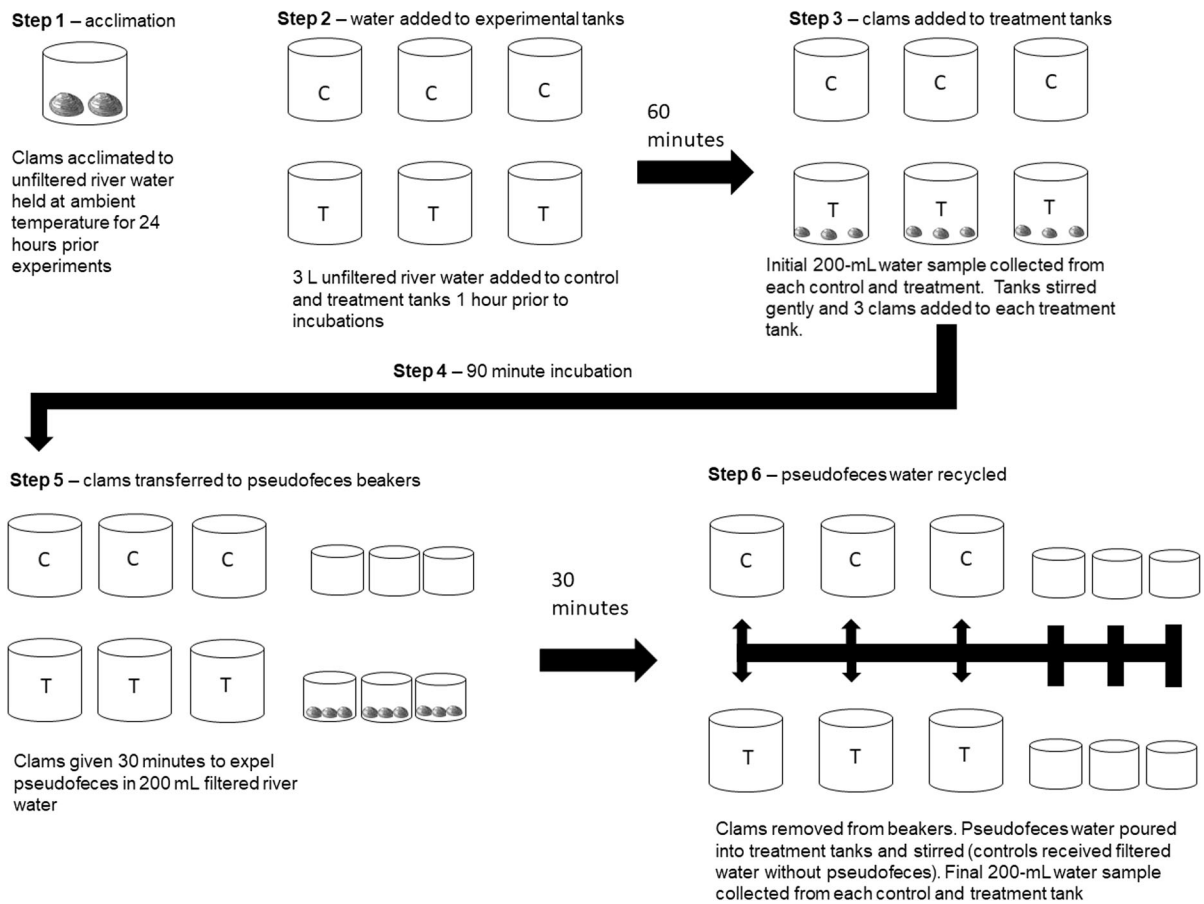 Step 1 – acclimation
Clams acclimated to
unfiltered river water
held at ambient
temperature for 24
hours prior
experiments
Step 2 – water added to experimental tanks
C
C
C
T
T
T
3 L unfiltered river water added to control
and treatment tanks 1 hour prior to
incubations
60
minutes
Step 3 – clams added to treatment tanks
C
C
C
T
T
T
Initial 200-mL water sample collected from
each control and treatment. Tanks stirred
gently and 3 clams added to each treatment
tank.
Step 4 – 90 minute incubation
Step 5 – clams transferred to pseudofeces beakers
C
C
C
T
T
T
Clams given 30 minutes to expel
pseudofeces in 200 mL filtered river
water
30
minutes
Step 6 – pseudofeces water recycled
C
C
C
T
T
T
Clams removed from beakers. Pseudofeces water poured
into treatment tanks and stirred (controls received filtered
water without pseudofeces). Final 200-mL water sample
collected from each control and treatment tank